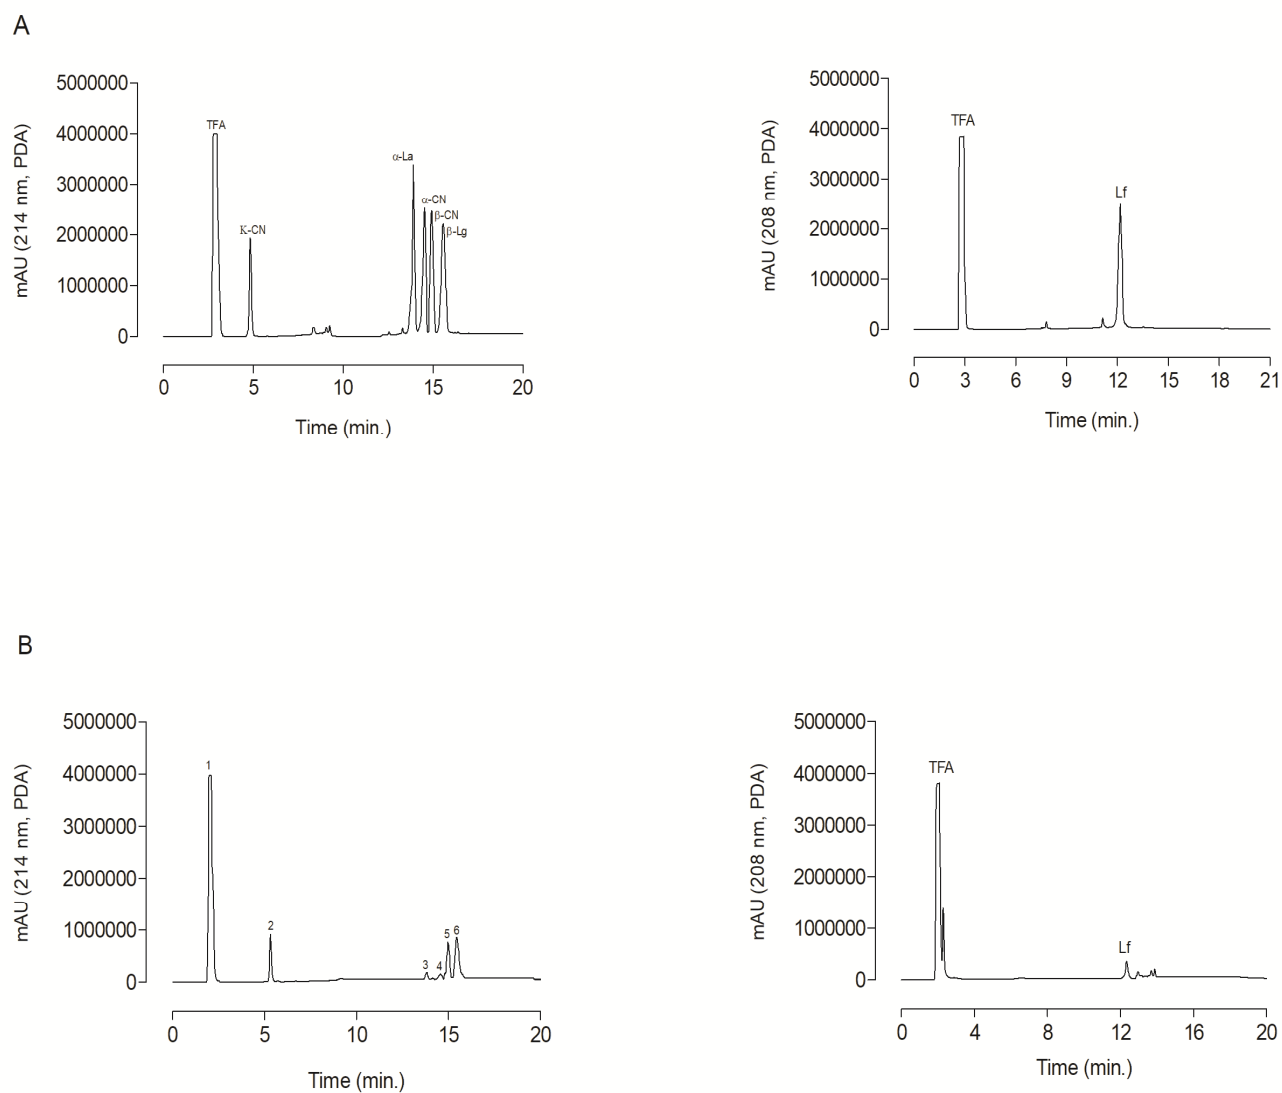 A
5000000
4000000
3000000
2000000
1000000
0
mAU (214 nm, PDA)
TFA
K-CN
α-La
α-CN
β-CN
β-Lg
0 5 10 15 20
Time (min.)
5000000
4000000
3000000
2000000
1000000
0
mAU (208 nm, PDA)
TFA
Lf
0 3 6 9 12 15 18 21
Time (min.)
B
5000000
4000000
3000000
2000000
1000000
0
mAU (214 nm, PDA)
1
2
3
4
5
6
0 5 10 15 20
Time (min.)
5000000
4000000
3000000
2000000
1000000
0
mAU (208 nm, PDA)
TFA
Lf
0 4 8 12 16 20
Time (min.)